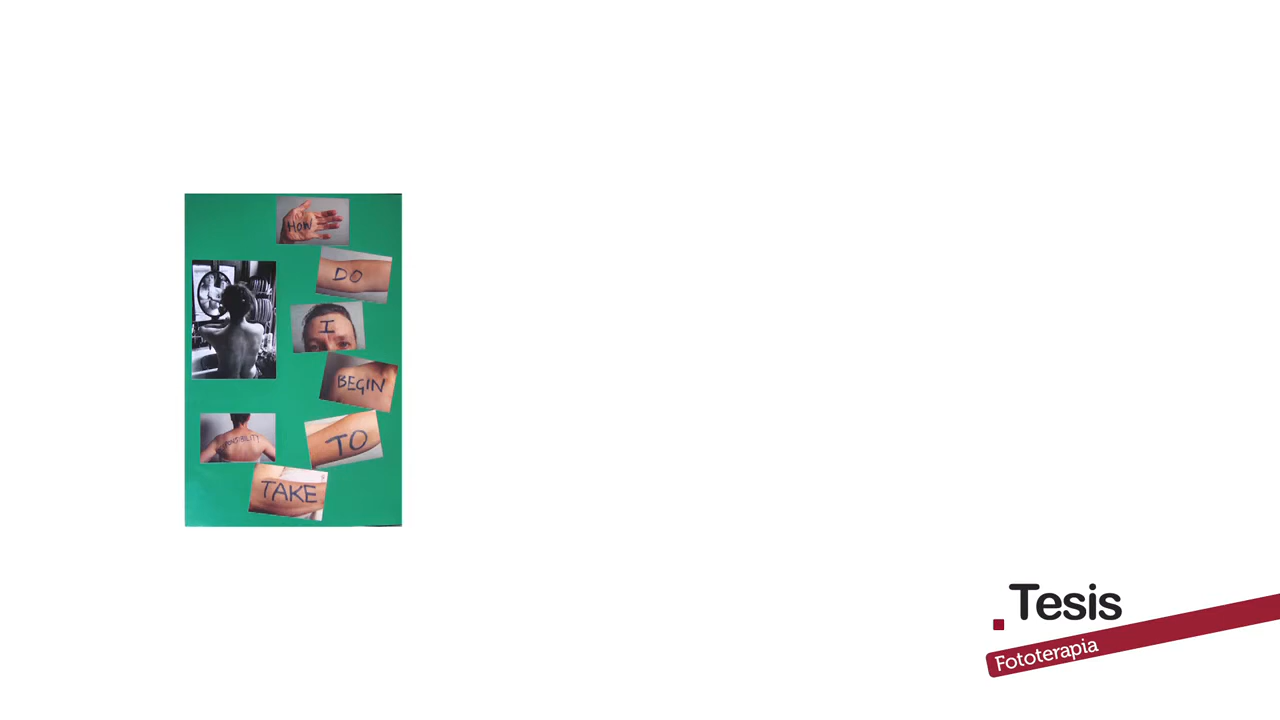 HOW
DO
I
BEGIN
TO
TAKE
Tesis
Fototerapia